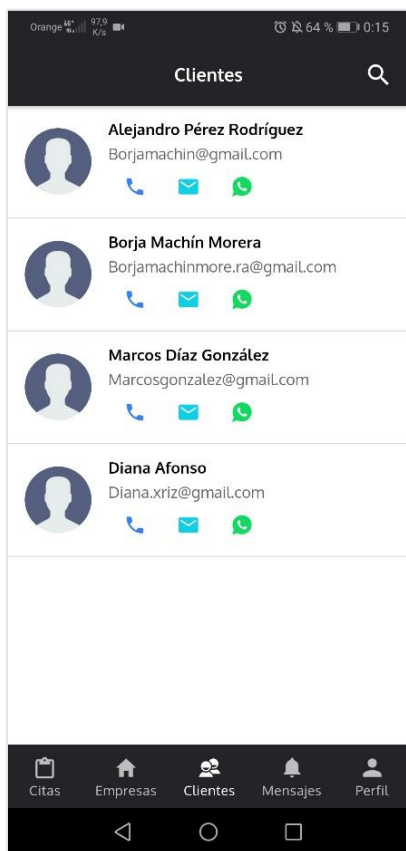 Orange 46+ 97,9 K/s 64 % 0:15
Clientes
Alejandro Pérez Rodríguez
Borjamachin@gmail.com
Borja Machín Morera
Borjamachinmore.ra@gmail.com
Marcos Díaz González
Marcosgonzalez@gmail.com
Diana Afonso
Diana.xriz@gmail.com
Citas Empresas Clientes Mensajes Perfil